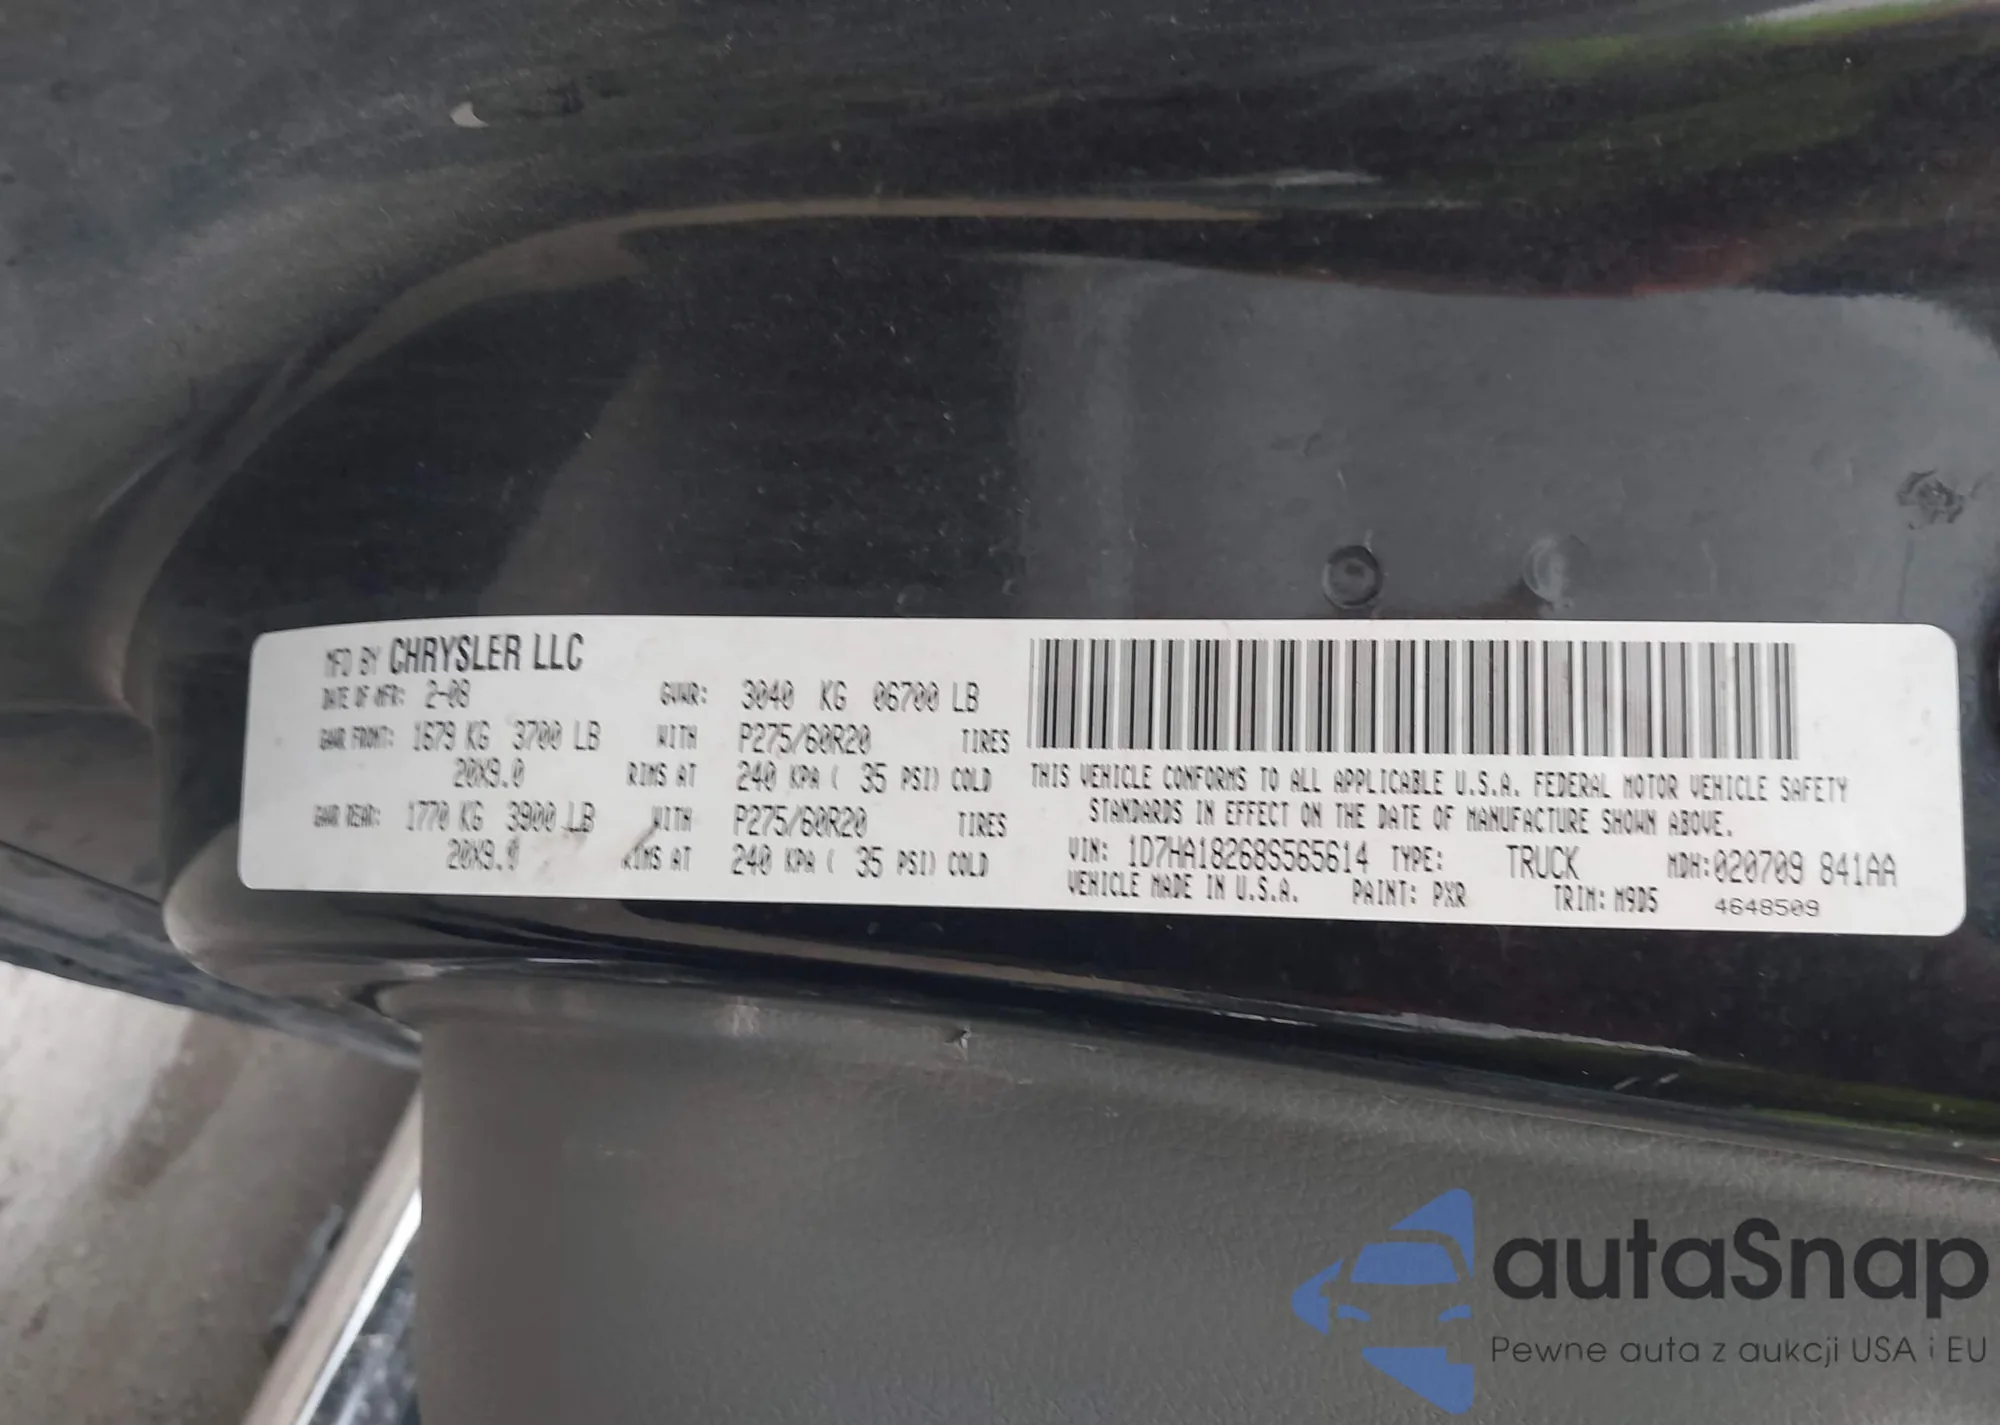 MFD BY CHRYSLER LLC
DATE OF MFR: 2-08 GVWR: 3040 KG 06700 LB
GAWR FRONT: 1679 KG 3700 LB WITH P275/60R20 TIRES
20X9.0 RIMS AT 240 KPA ( 35 PSI) COLD
GAWR REAR: 1770 KG 3900 LB WITH P275/60R20 TIRES
20X9.0 RIMS AT 240 KPA ( 35 PSI) COLD
THIS VEHICLE CONFORMS TO ALL APPLICABLE U.S.A. FEDERAL MOTOR VEHICLE SAFETY
STANDARDS IN EFFECT ON THE DATE OF MANUFACTURE SHOWN ABOVE.
VIN: 1D7HA18268S565614 TYPE: TRUCK MDH:020709 841AA
VEHICLE MADE IN U.S.A. PAINT: PXR TRIM: M9D5 4648509
autaSnap
Pewne auta z aukcji USA i EU